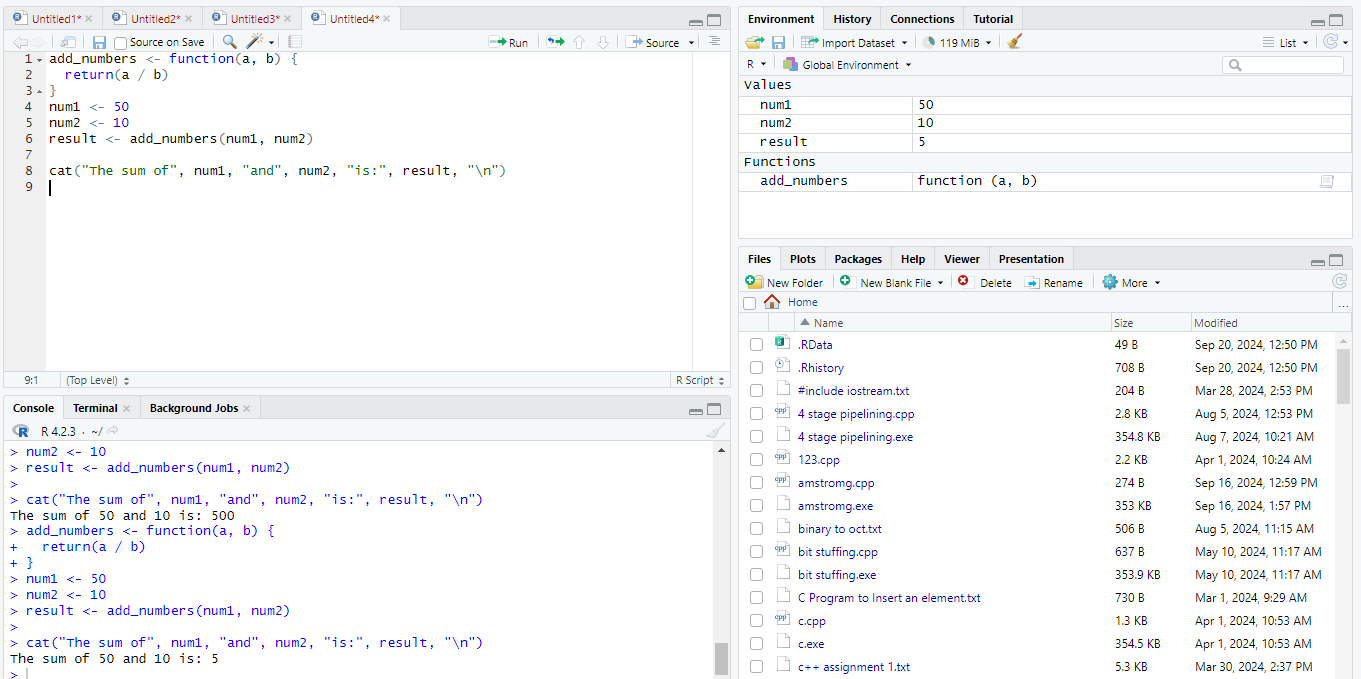 Untitled1* Untitled2* Untitled3* Untitled4*
Source on Save Run Source
1 add_numbers <- function(a, b) {
2   return(a / b)
3 }
4 num1 <- 50
5 num2 <- 10
6 result <- add_numbers(num1, num2)
7
8 cat("The sum of", num1, "and", num2, "is:", result, "\n")
9
9:1 (Top Level) R Script
Console Terminal Background Jobs
R R 4.2.3 · ~/
> num2 <- 10
> result <- add_numbers(num1, num2)
>
> cat("The sum of", num1, "and", num2, "is:", result, "\n")
The sum of 50 and 10 is: 500
> add_numbers <- function(a, b) {
+   return(a / b)
+ }
> num1 <- 50
> num2 <- 10
> result <- add_numbers(num1, num2)
>
> cat("The sum of", num1, "and", num2, "is:", result, "\n")
The sum of 50 and 10 is: 5
>
Environment History Connections Tutorial
Import Dataset 119 MiB List
R Global Environment
Values
num1 50
num2 10
result 5
Functions
add_numbers function (a, b)
Files Plots Packages Help Viewer Presentation
New Folder New Blank File Delete Rename More
Home ...
Name Size Modified
.RData 49 B Sep 20, 2024, 12:50 PM
.Rhistory 708 B Sep 20, 2024, 12:50 PM
#include iostream.txt 204 B Mar 28, 2024, 2:53 PM
4 stage pipelining.cpp 2.8 KB Aug 5, 2024, 12:53 PM
4 stage pipelining.exe 354.8 KB Aug 7, 2024, 10:21 AM
123.cpp 2.2 KB Apr 1, 2024, 10:24 AM
amstromg.cpp 274 B Sep 16, 2024, 12:59 PM
amstromg.exe 353 KB Sep 16, 2024, 1:57 PM
binary to oct.txt 506 B Aug 5, 2024, 11:15 AM
bit stuffing.cpp 637 B May 10, 2024, 11:17 AM
bit stuffing.exe 353.9 KB May 10, 2024, 11:17 AM
C Program to Insert an element.txt 730 B Mar 1, 2024, 9:29 AM
c.cpp 1.3 KB Apr 1, 2024, 10:53 AM
c.exe 354.5 KB Apr 1, 2024, 10:53 AM
c++ assignment 1.txt 5.3 KB Mar 30, 2024, 2:37 PM